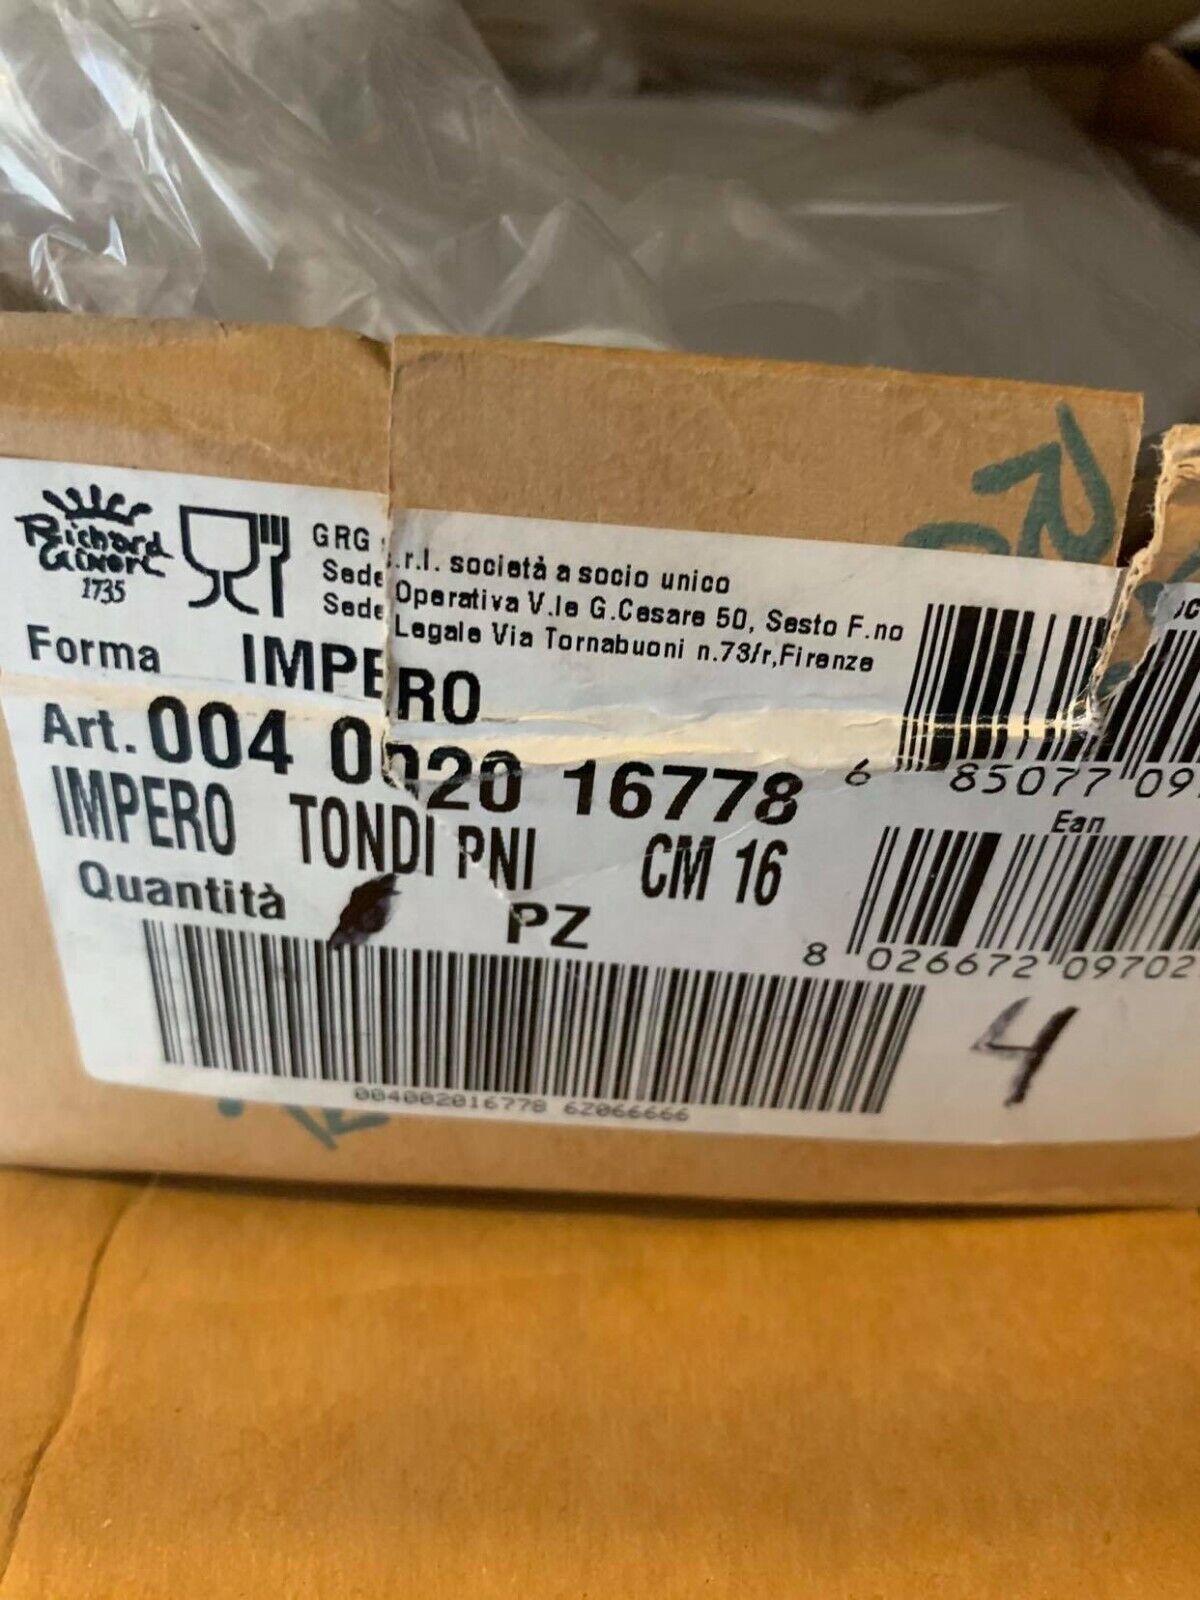 Richard Ginori
1735
GRG s.r.l. società a socio unico
Sede Operativa V.le G.Cesare 50, Sesto F.no
Sede Legale Via Tornabuoni n.73/r,Firenze
Forma IMPERO
Art. 004 0020 16778
6 85077 09
IMPERO TONDI PNI CM 16
Ean
Quantità PZ
8 026672 09702
4
004002016778 6Z066666